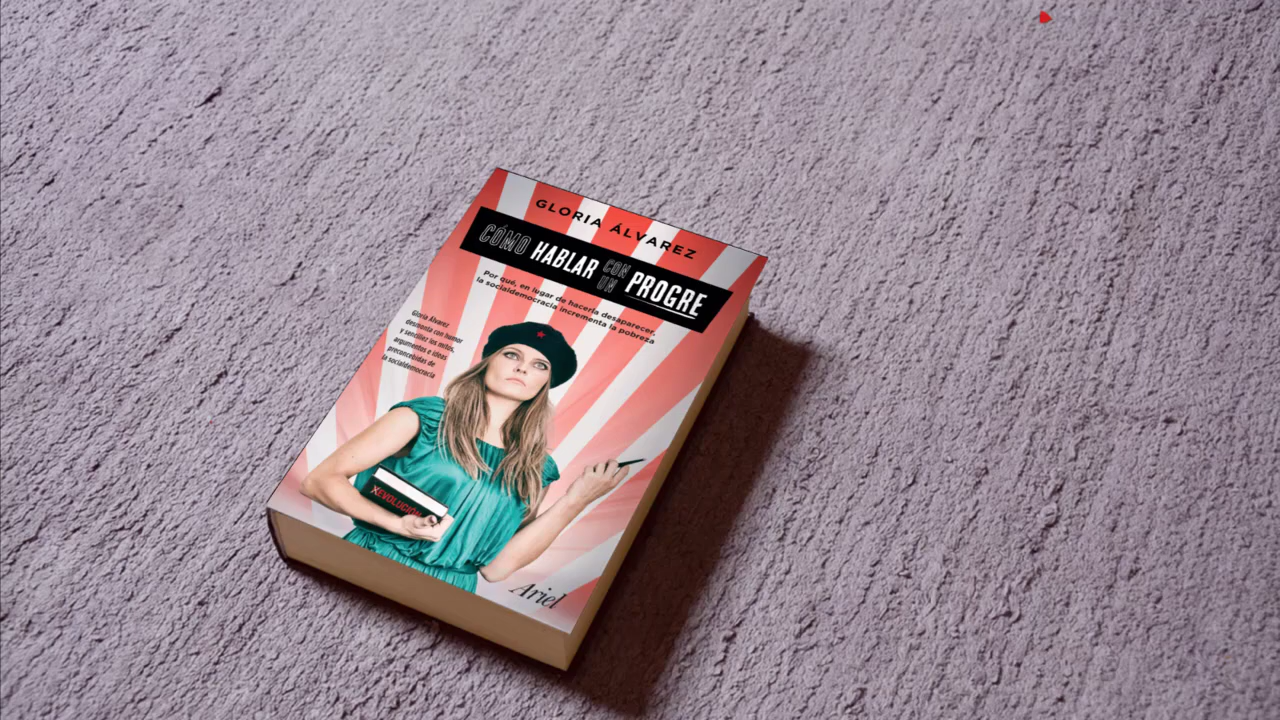 GLORIA ÁLVAREZ
CÓMO HABLAR CON UN PROGRE
Por qué, en lugar de hacerla desaparecer,
la socialdemocracia incrementa la pobreza
Gloria Álvarez
desmonta con humor
y sencillez los mitos,
argumentos e ideas
preconcebidas de
la socialdemocracia
XEVOLUCIÓN
Ariel